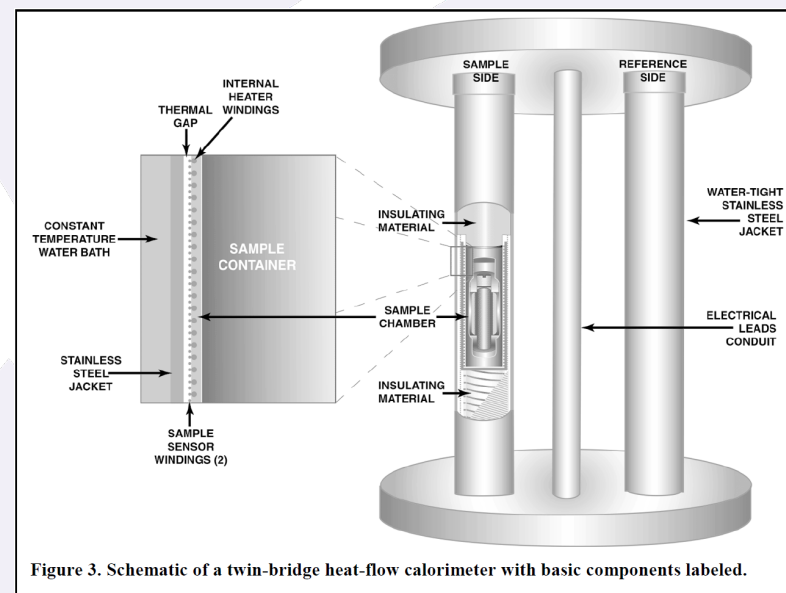 INTERNAL
HEATER
WINDINGS
THERMAL
GAP
CONSTANT
TEMPERATURE
WATER BATH
SAMPLE
CONTAINER
STAINLESS
STEEL
JACKET
SAMPLE
SENSOR
WINDINGS (2)
SAMPLE
SIDE
REFERENCE
SIDE
INSULATING
MATERIAL
SAMPLE
CHAMBER
INSULATING
MATERIAL
WATER-TIGHT
STAINLESS
STEEL
JACKET
ELECTRICAL
LEADS
CONDUIT
Figure 3. Schematic of a twin-bridge heat-flow calorimeter with basic components labeled.